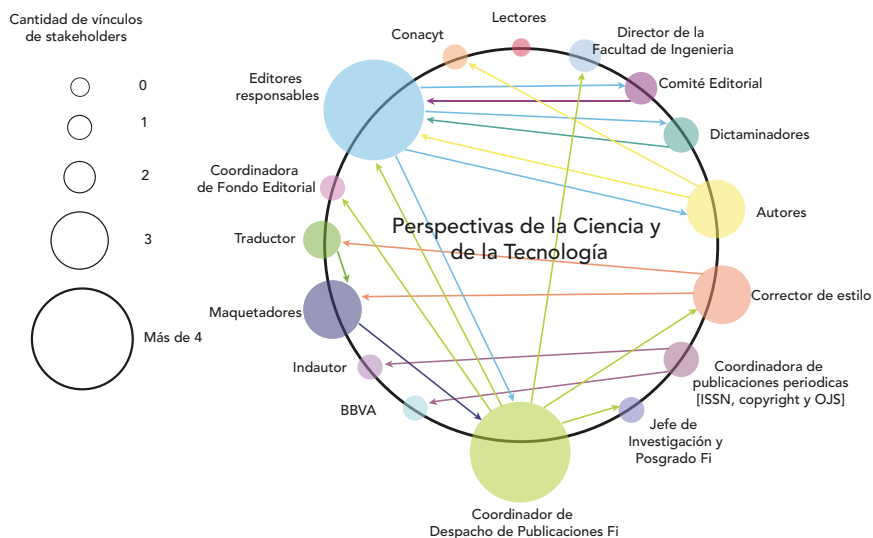 Cantidad de vínculos
de stakeholders
0
1
2
3
Más de 4
Lectores
Conacyt
Director de la
Facultad de Ingenieria
Editores
responsables
Comité Editorial
Dictaminadores
Coordinadora
de Fondo Editorial
Autores
Perspectivas de la Ciencia y
de la Tecnología
Traductor
Corrector de estilo
Maquetadores
Indautor
Coordinadora de
publicaciones periodicas
[ISSN, copyright y OJS]
BBVA
Jefe de
Investigación y
Posgrado Fi
Coordinador de
Despacho de Publicaciones Fi